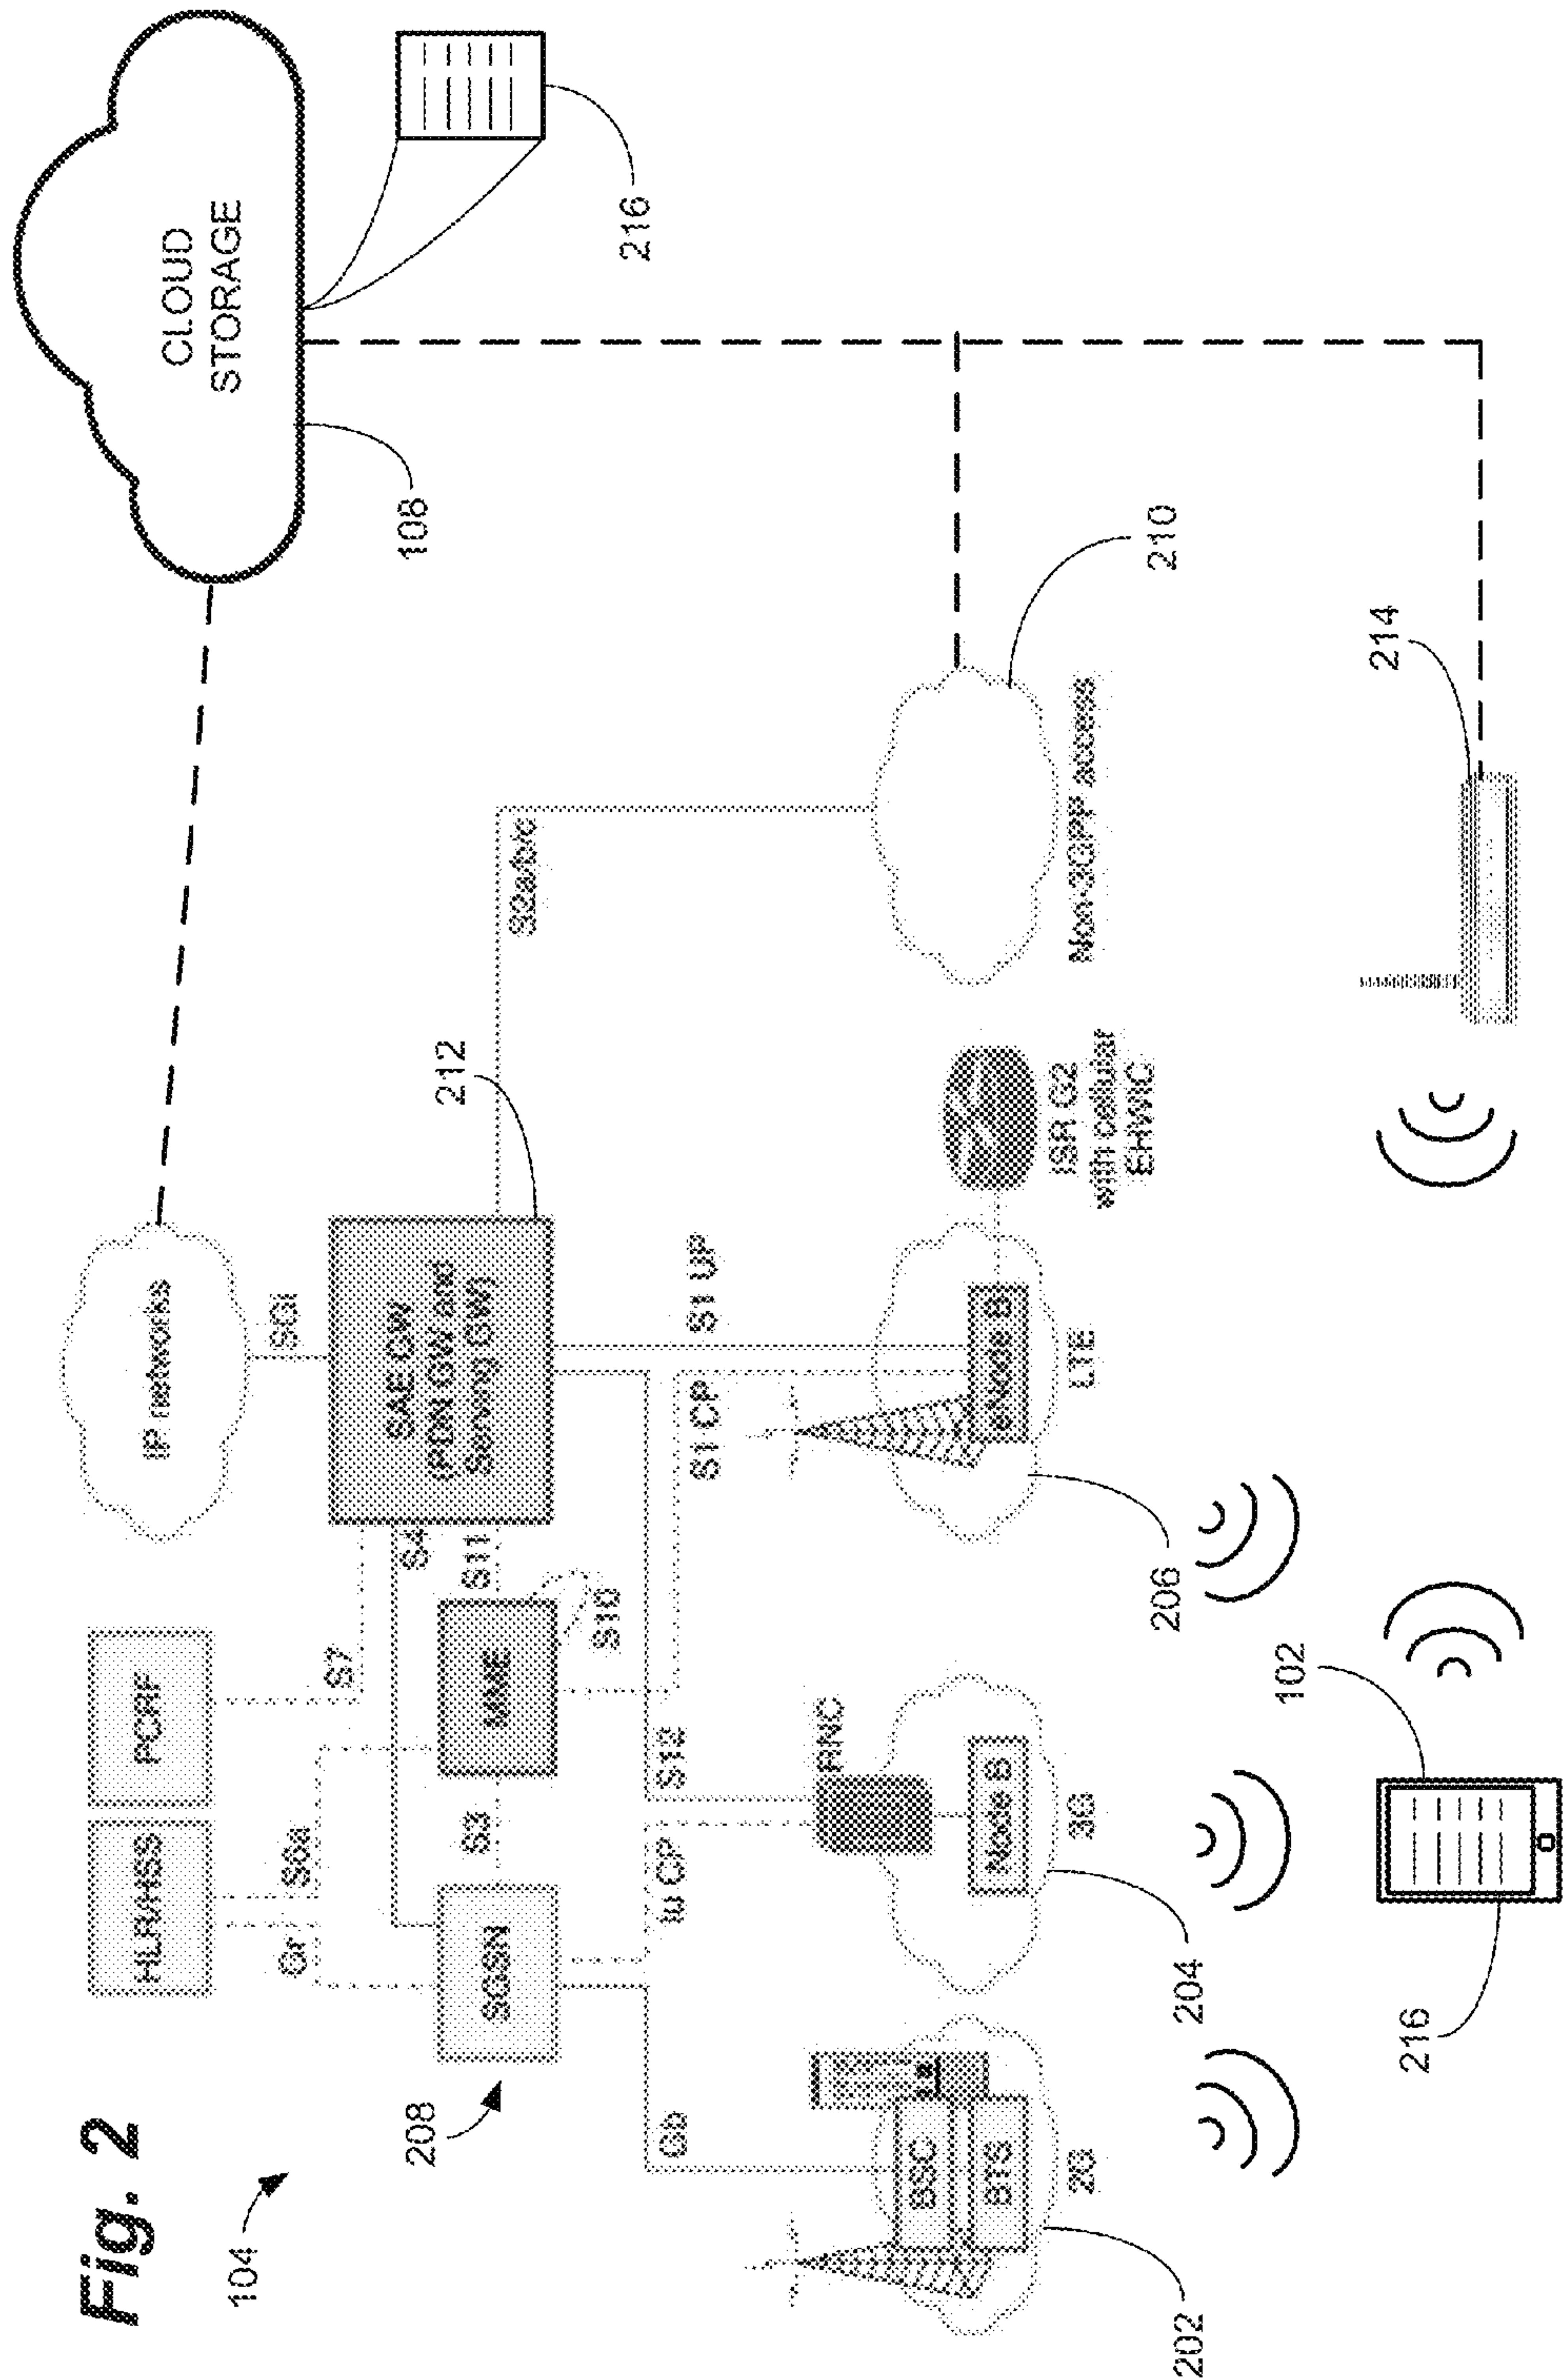 Fig. 2
104
208
HLR/HSS
PCRF
IP networks
CLOUD
STORAGE
108
216
Gr
S6a
S7
SGi
SGSN
S3
MME
S4
S11
S10
SAE GW
(PDN GW and
Serving GW)
212
S2a/b/c
Gb
Iu CP
S12
S1 CP
S1 UP
BSC
BTS
2G
202
RNC
Node B
3G
204
eNode B
LTE
206
ISR G2
with cellular
EHWIC
Non-3GPP access
210
216
102
214